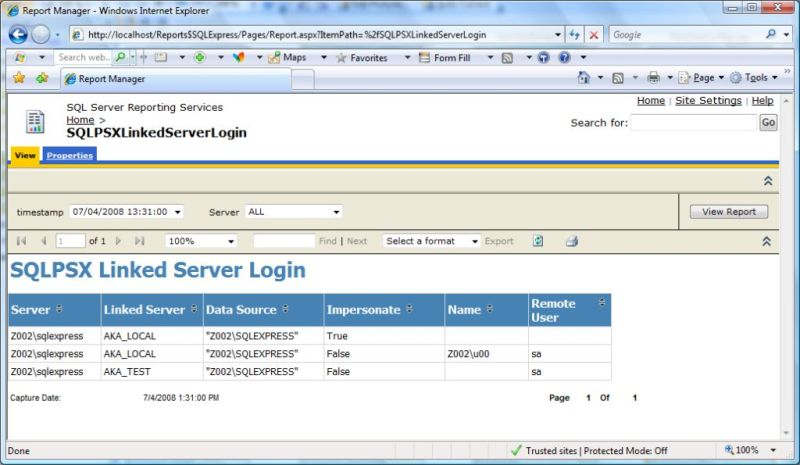 Report Manager - Windows Internet Explorer
http://localhost/Reports$SQLExpress/Pages/Report.aspx?ItemPath=%2fSQLPSXLinkedServerLogin
Google
Search web...
Maps
Favorites
Form Fill
Report Manager
Page
Tools
SQL Server Reporting Services
Home >
SQLPSXLinkedServerLogin
Home | Site Settings | Help
Search for:
Go
View
Properties
timestamp 07/04/2008 13:31:00
Server ALL
View Report
1 of 1
100%
Find | Next
Select a format
Export
SQLPSX Linked Server Login
Server Linked Server Data Source Impersonate Name Remote User
Z002\sqlexpress AKA_LOCAL "Z002\SQLEXPRESS" True
Z002\sqlexpress AKA_LOCAL "Z002\SQLEXPRESS" False Z002\u00 sa
Z002\sqlexpress AKA_TEST "Z002\SQLEXPRESS" False sa
Capture Date: 7/4/2008 1:31:00 PM
Page 1 Of 1
Done
Trusted sites | Protected Mode: Off
100%